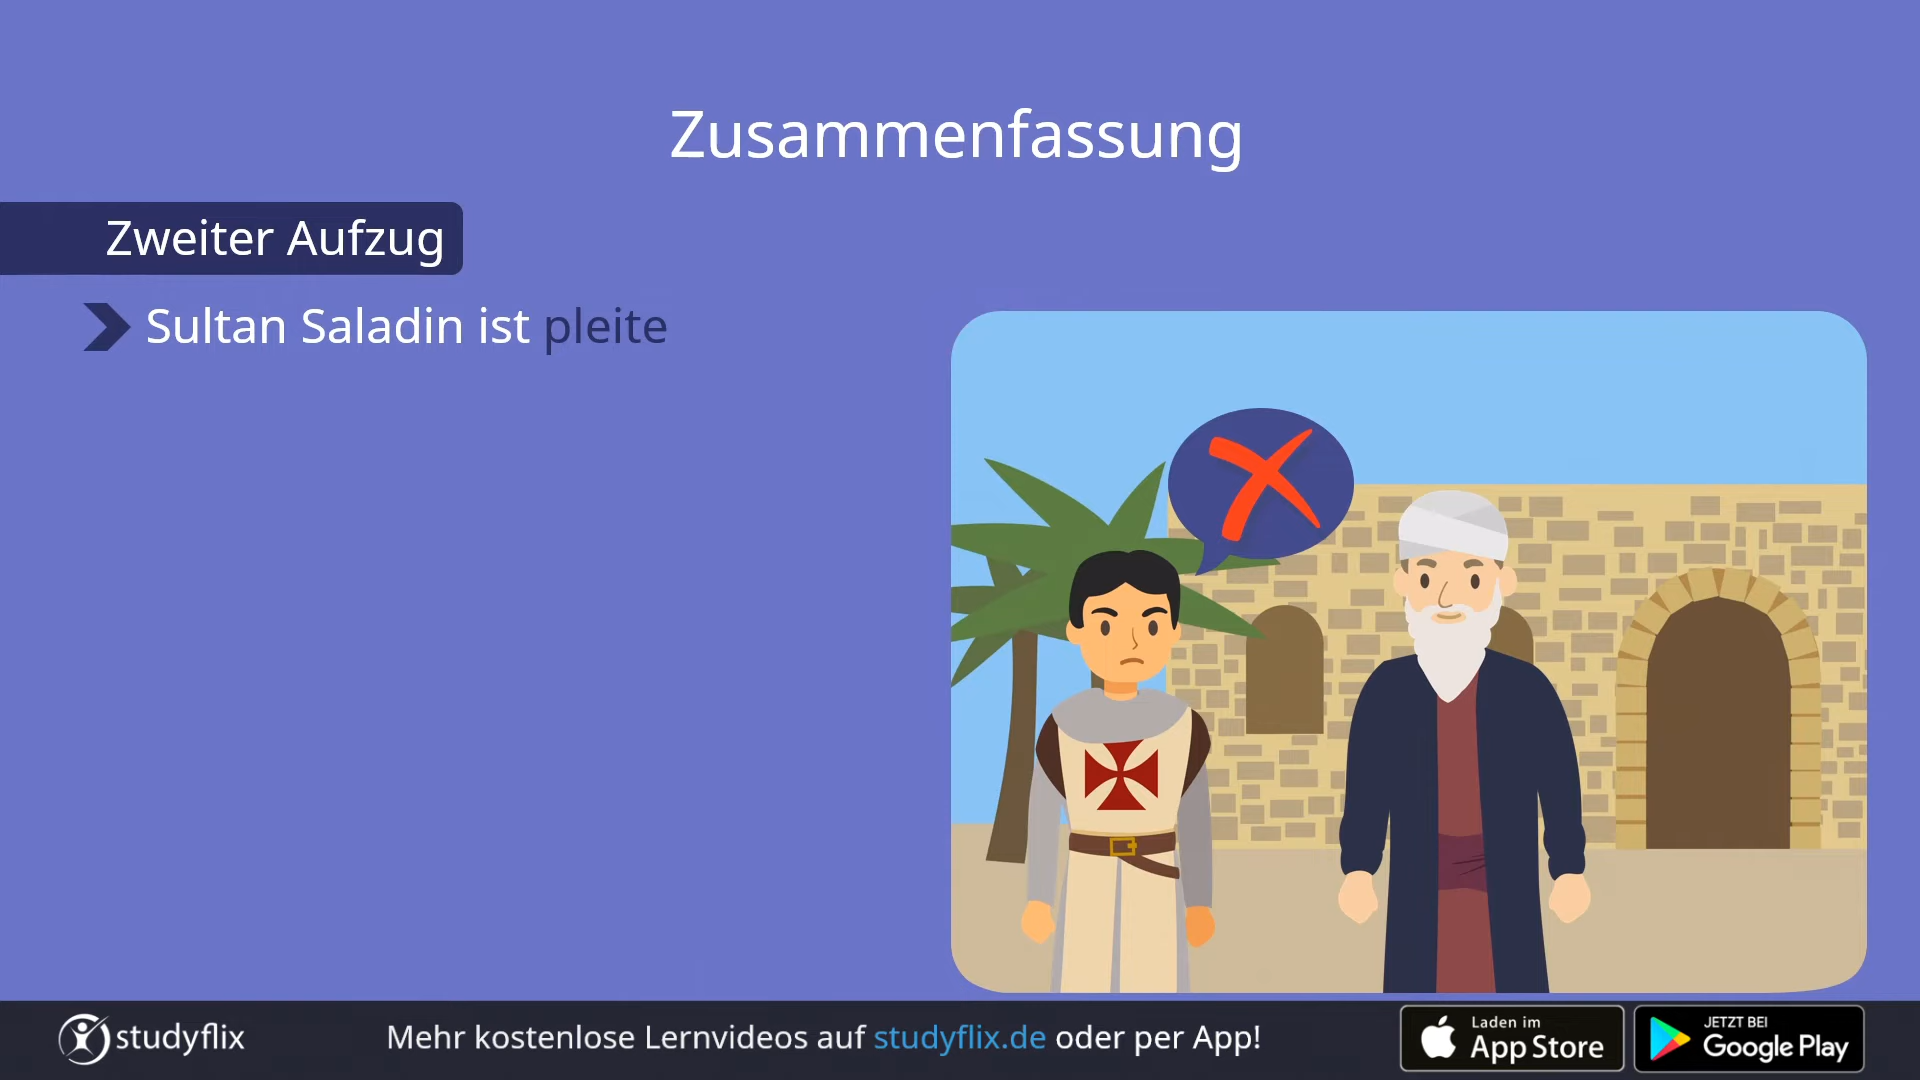 Zusammenfassung
Zweiter Aufzug
Sultan Saladin ist pleite
studyflix
Mehr kostenlose Lernvideos auf studyflix.de oder per App!
Laden im
App Store
JETZT BEI
Google Play